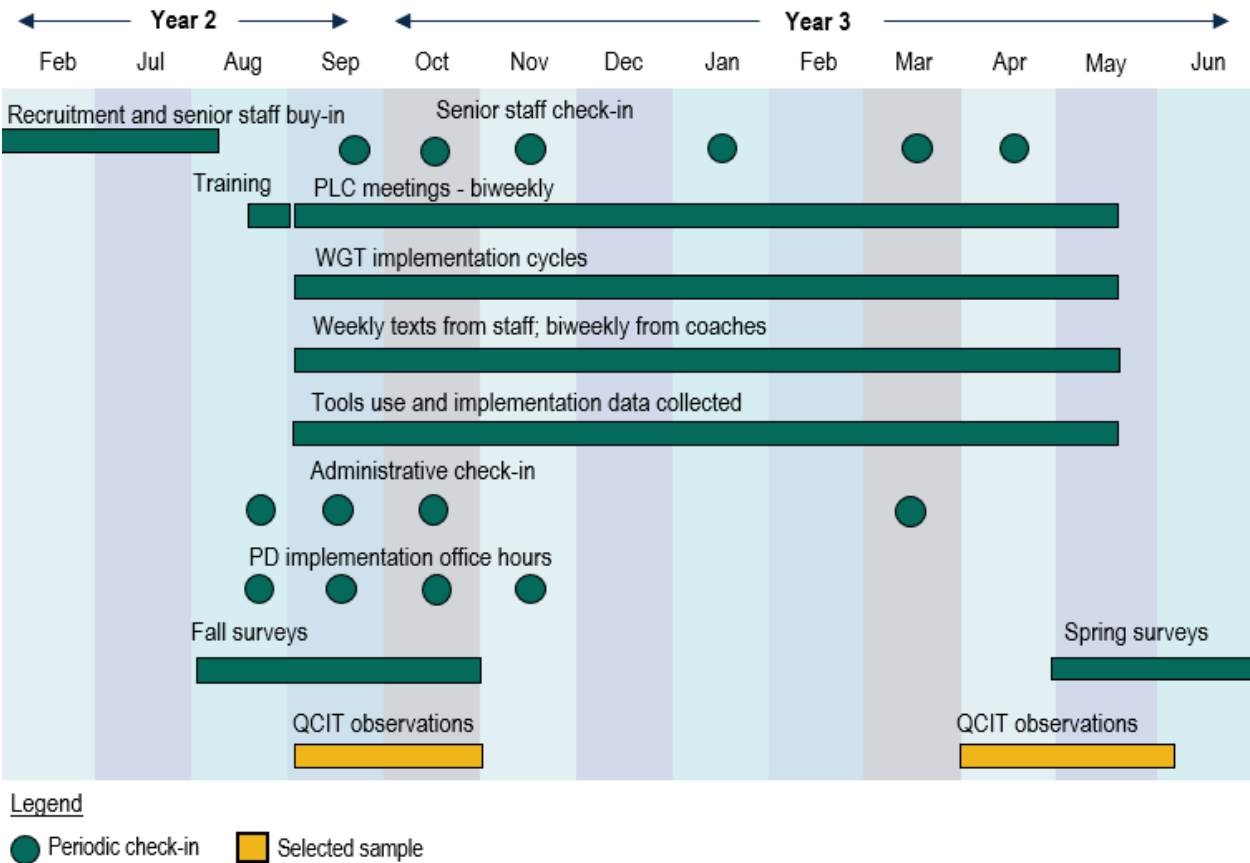 Year 2 Year 3
Feb Jul Aug Sep Oct Nov Dec Jan Feb Mar Apr May Jun
Recruitment and senior staff buy-in Senior staff check-in
Training PLC meetings - biweekly
WGT implementation cycles
Weekly texts from staff; biweekly from coaches
Tools use and implementation data collected
Administrative check-in
PD implementation office hours
Fall surveys Spring surveys
QCIT observations QCIT observations
Legend
Periodic check-in Selected sample